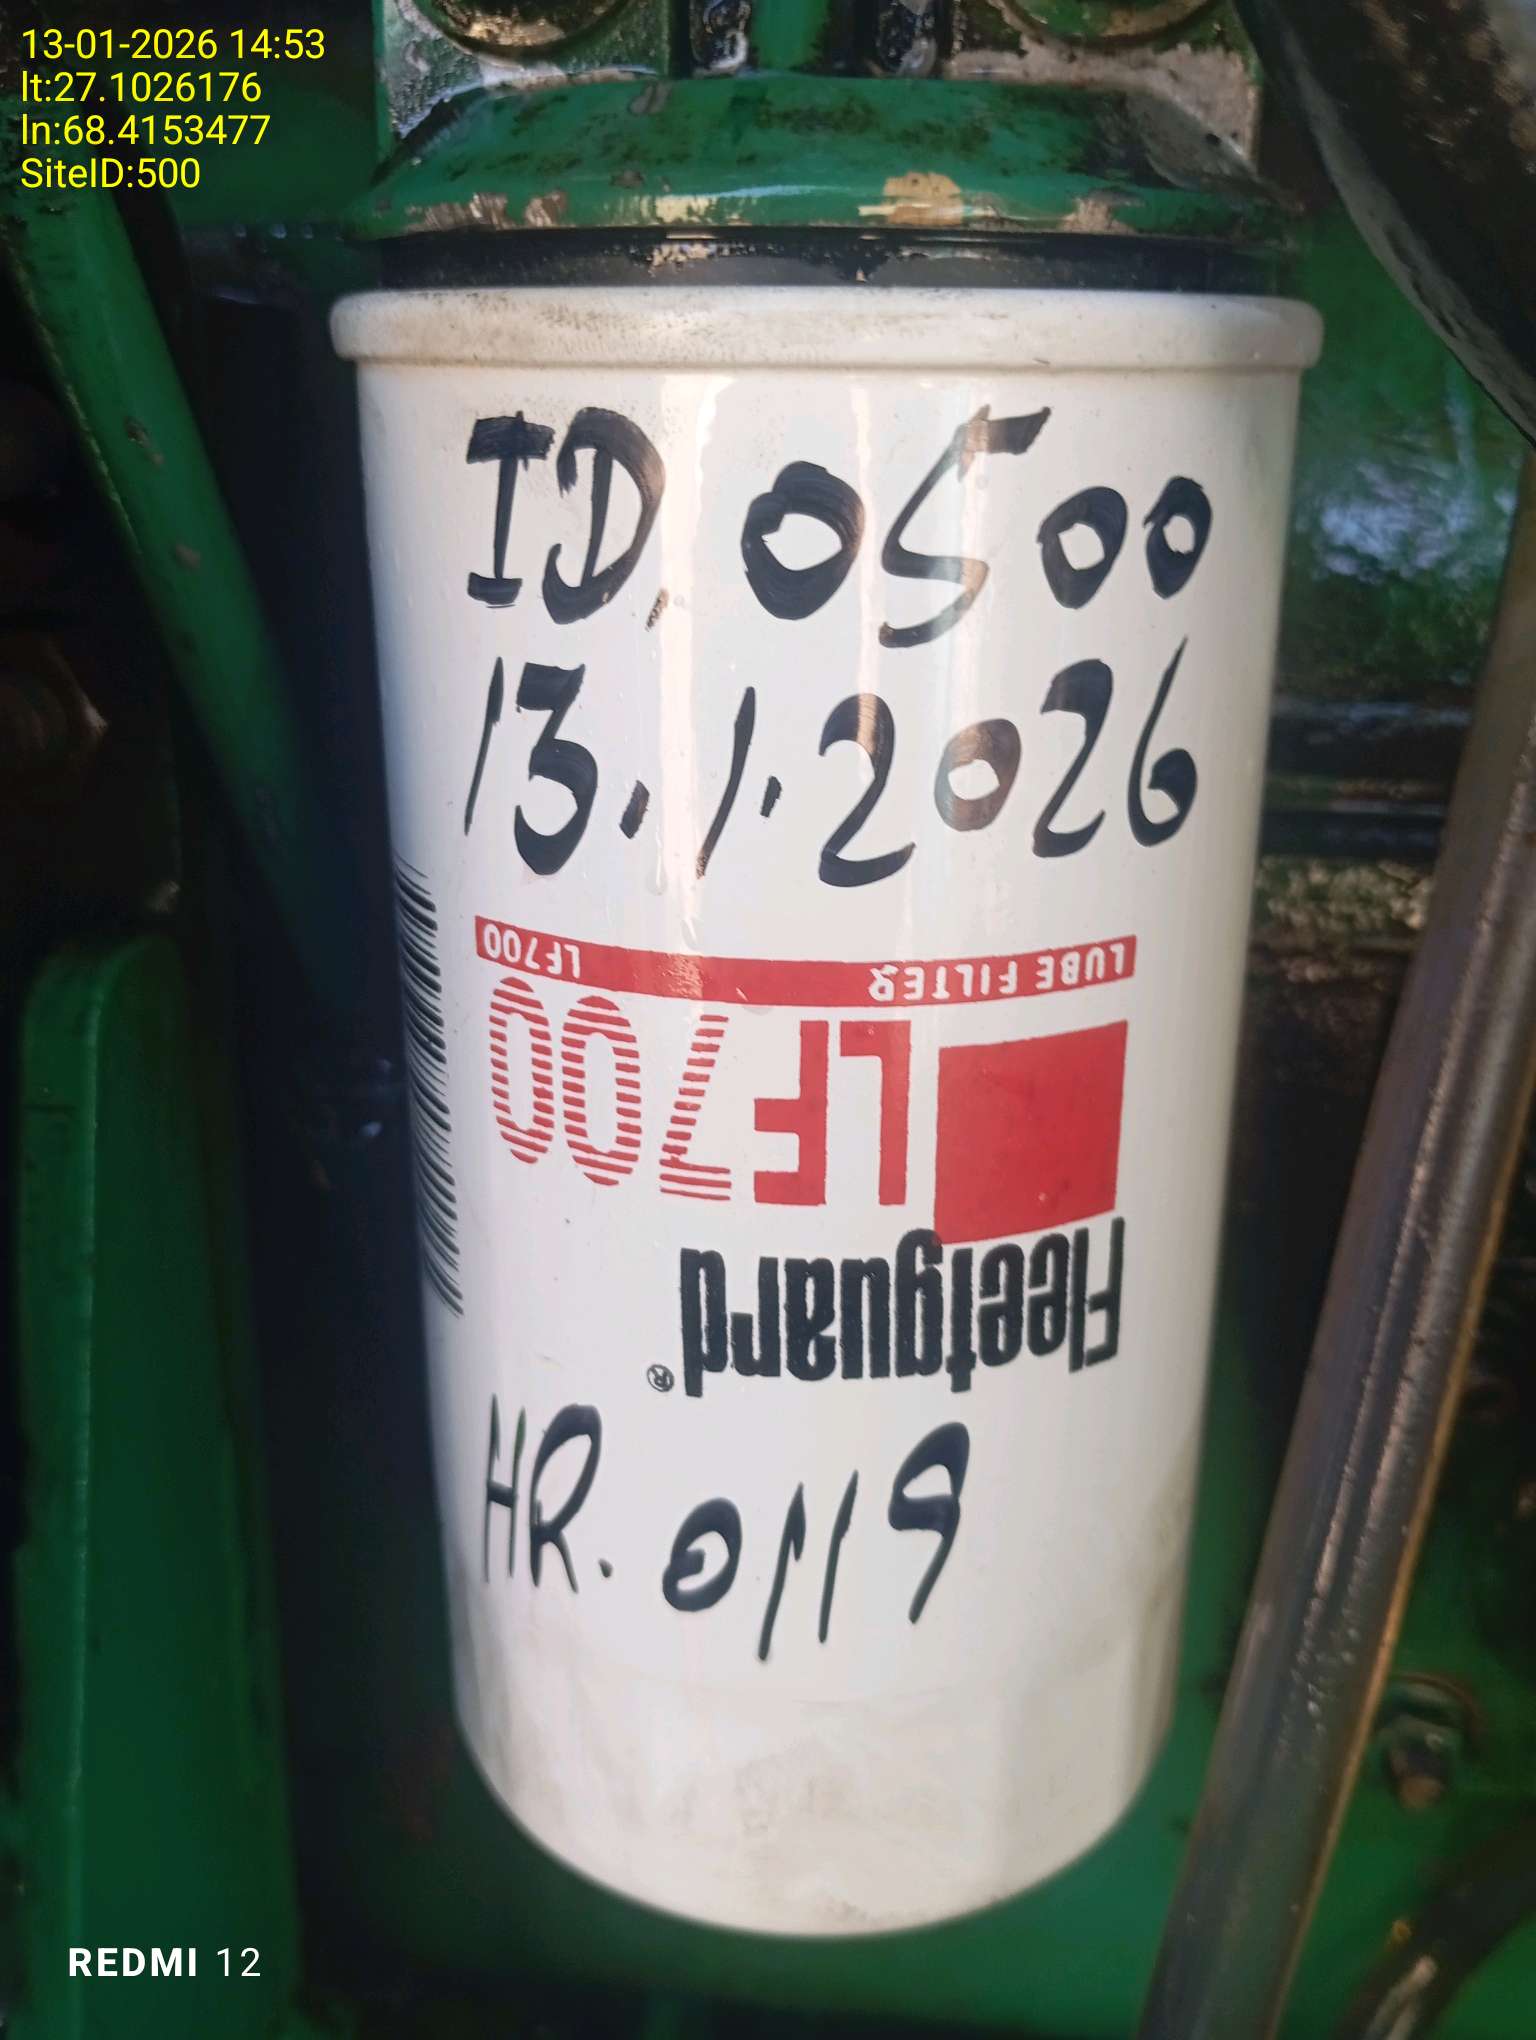 13-01-2026 14:53
lt:27.1026176
ln:68.4153477
SiteID:500
ID. 0500
13.1.2026
LUBE FILTER LF700
LF700
Fleetguard®
HR. 0119
REDMI 12